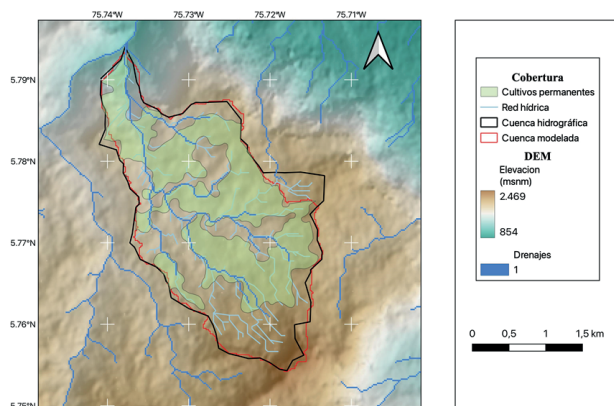 75.74°W 75.73°W 75.72°W 75.71°W
5.79°N
5.78°N
5.77°N
5.76°N
5.75°N
Cobertura
Cultivos permanentes
Red hídrica
Cuenca hidrográfica
Cuenca modelada
DEM
Elevacion
(msnm)
2.469
854
Drenajes
1
0 0,5 1 1,5 km